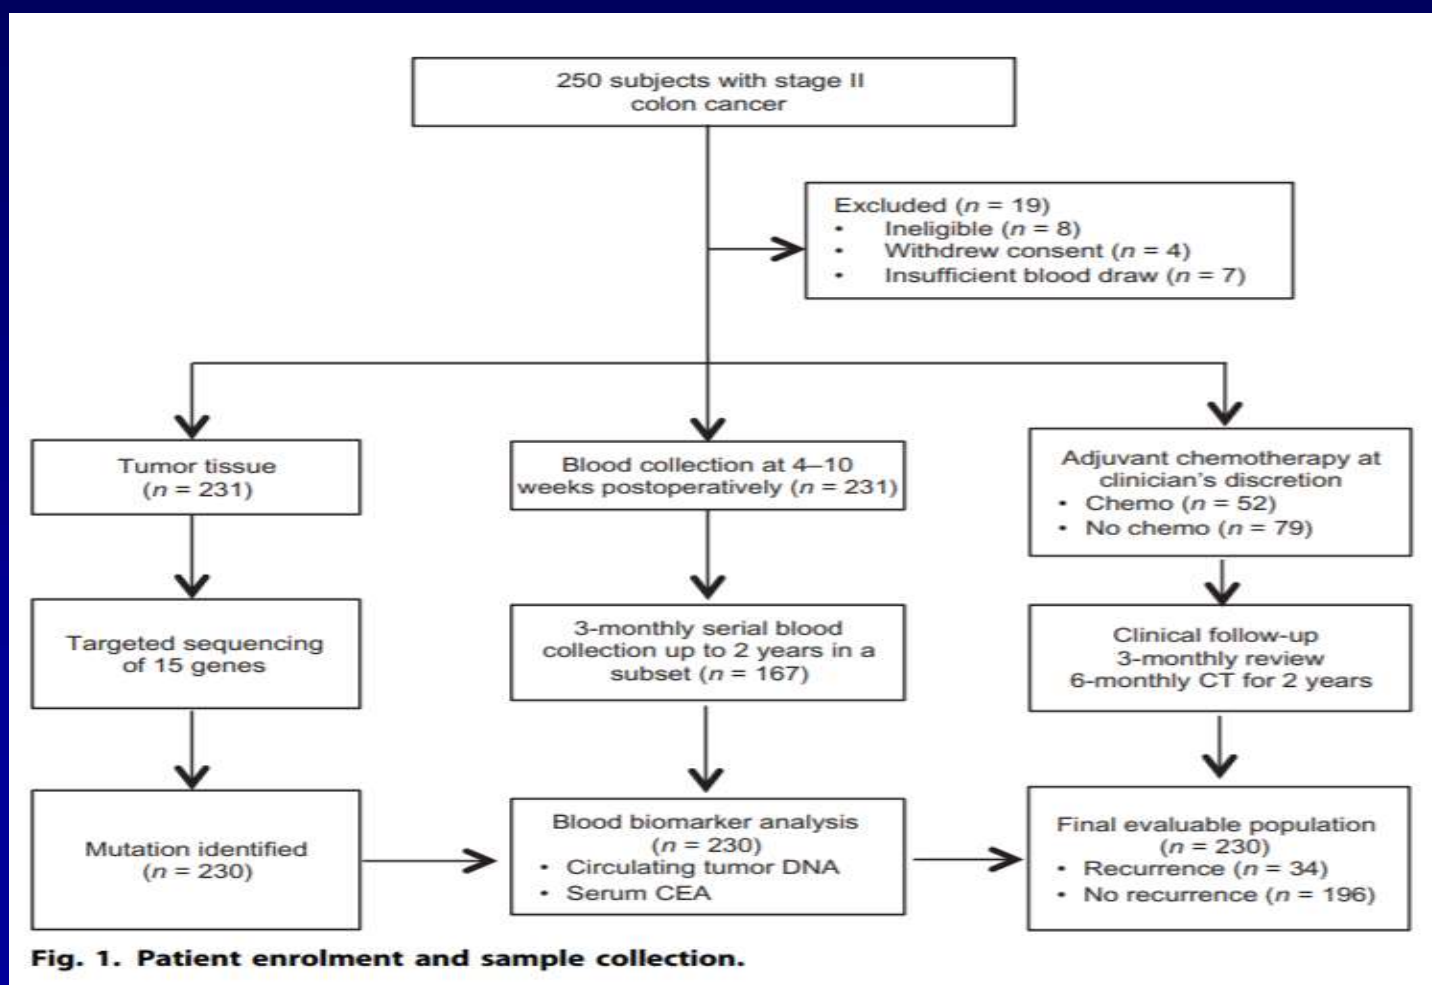 250 subjects with stage II
colon cancer
Excluded (n = 19)
• Ineligible (n = 8)
• Withdrew consent (n = 4)
• Insufficient blood draw (n = 7)
Tumor tissue
(n = 231)
Blood collection at 4–10
weeks postoperatively (n = 231)
Adjuvant chemotherapy at
clinician's discretion
• Chemo (n = 52)
• No chemo (n = 79)
Targeted sequencing
of 15 genes
3-monthly serial blood
collection up to 2 years in a
subset (n = 167)
Clinical follow-up
3-monthly review
6-monthly CT for 2 years
Mutation identified
(n = 230)
Blood biomarker analysis
(n = 230)
• Circulating tumor DNA
• Serum CEA
Final evaluable population
(n = 230)
• Recurrence (n = 34)
• No recurrence (n = 196)
Fig. 1. Patient enrolment and sample collection.